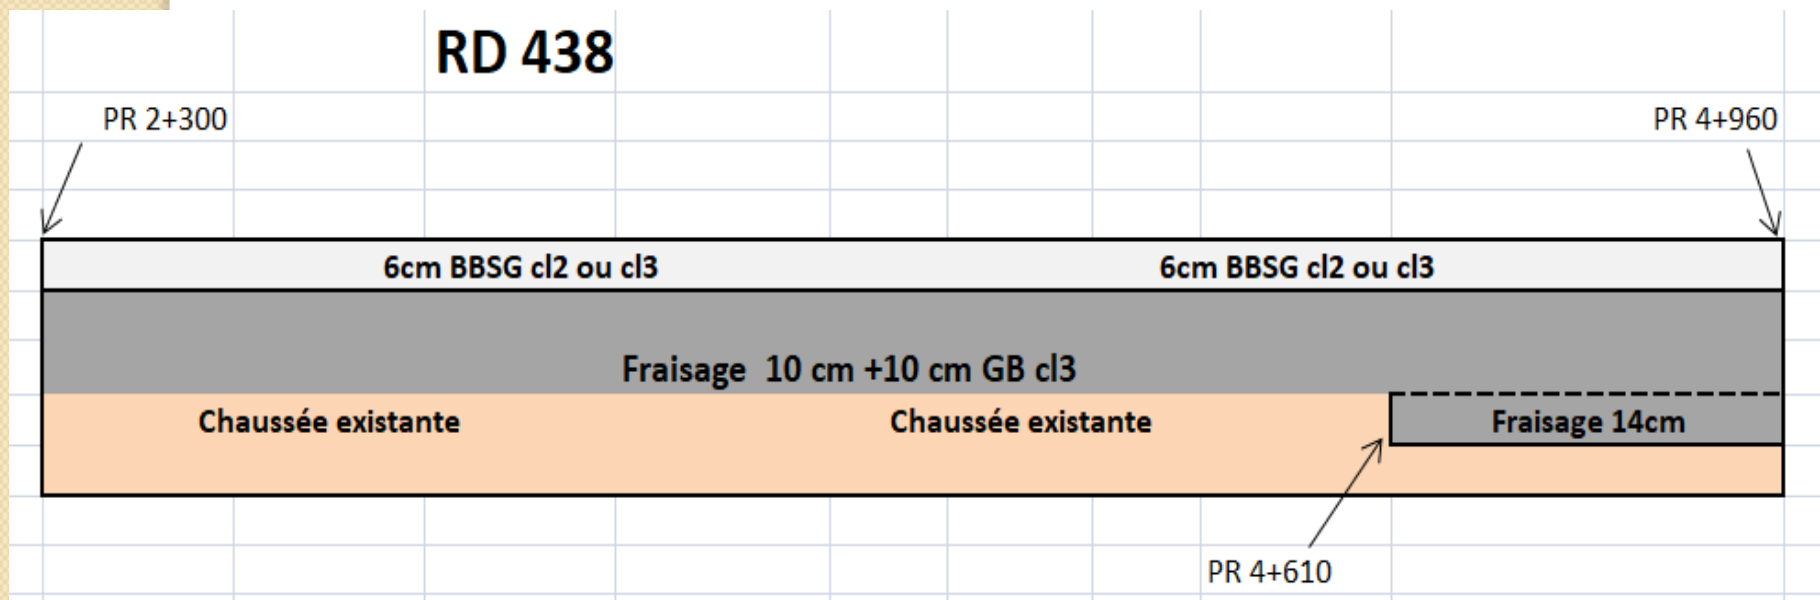 RD 438
PR 2+300
PR 4+960
6cm BBSG cl2 ou cl3
6cm BBSG cl2 ou cl3
Fraisage 10 cm +10 cm GB cl3
Chaussée existante
Chaussée existante
Fraisage 14cm
PR 4+610